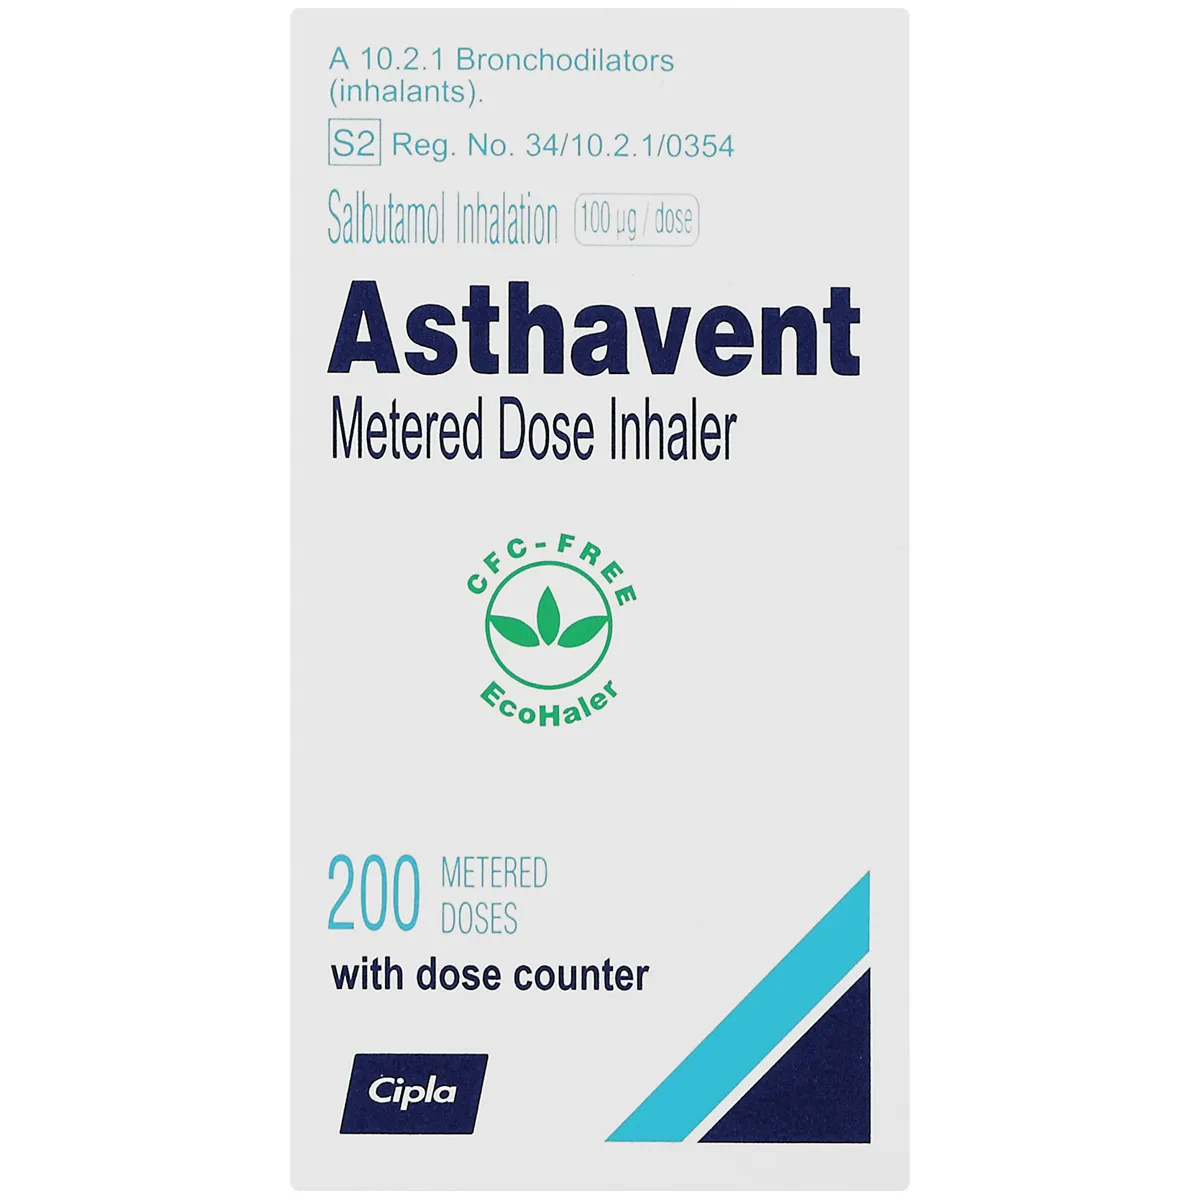 A 10.2.1 Bronchodilators
(inhalants).
S2 Reg. No. 34/10.2.1/0354
Salbutamol Inhalation 100 µg / dose
Asthavent
Metered Dose Inhaler
CFC-FREE
EcoHaler
200 METERED
DOSES
with dose counter
Cipla